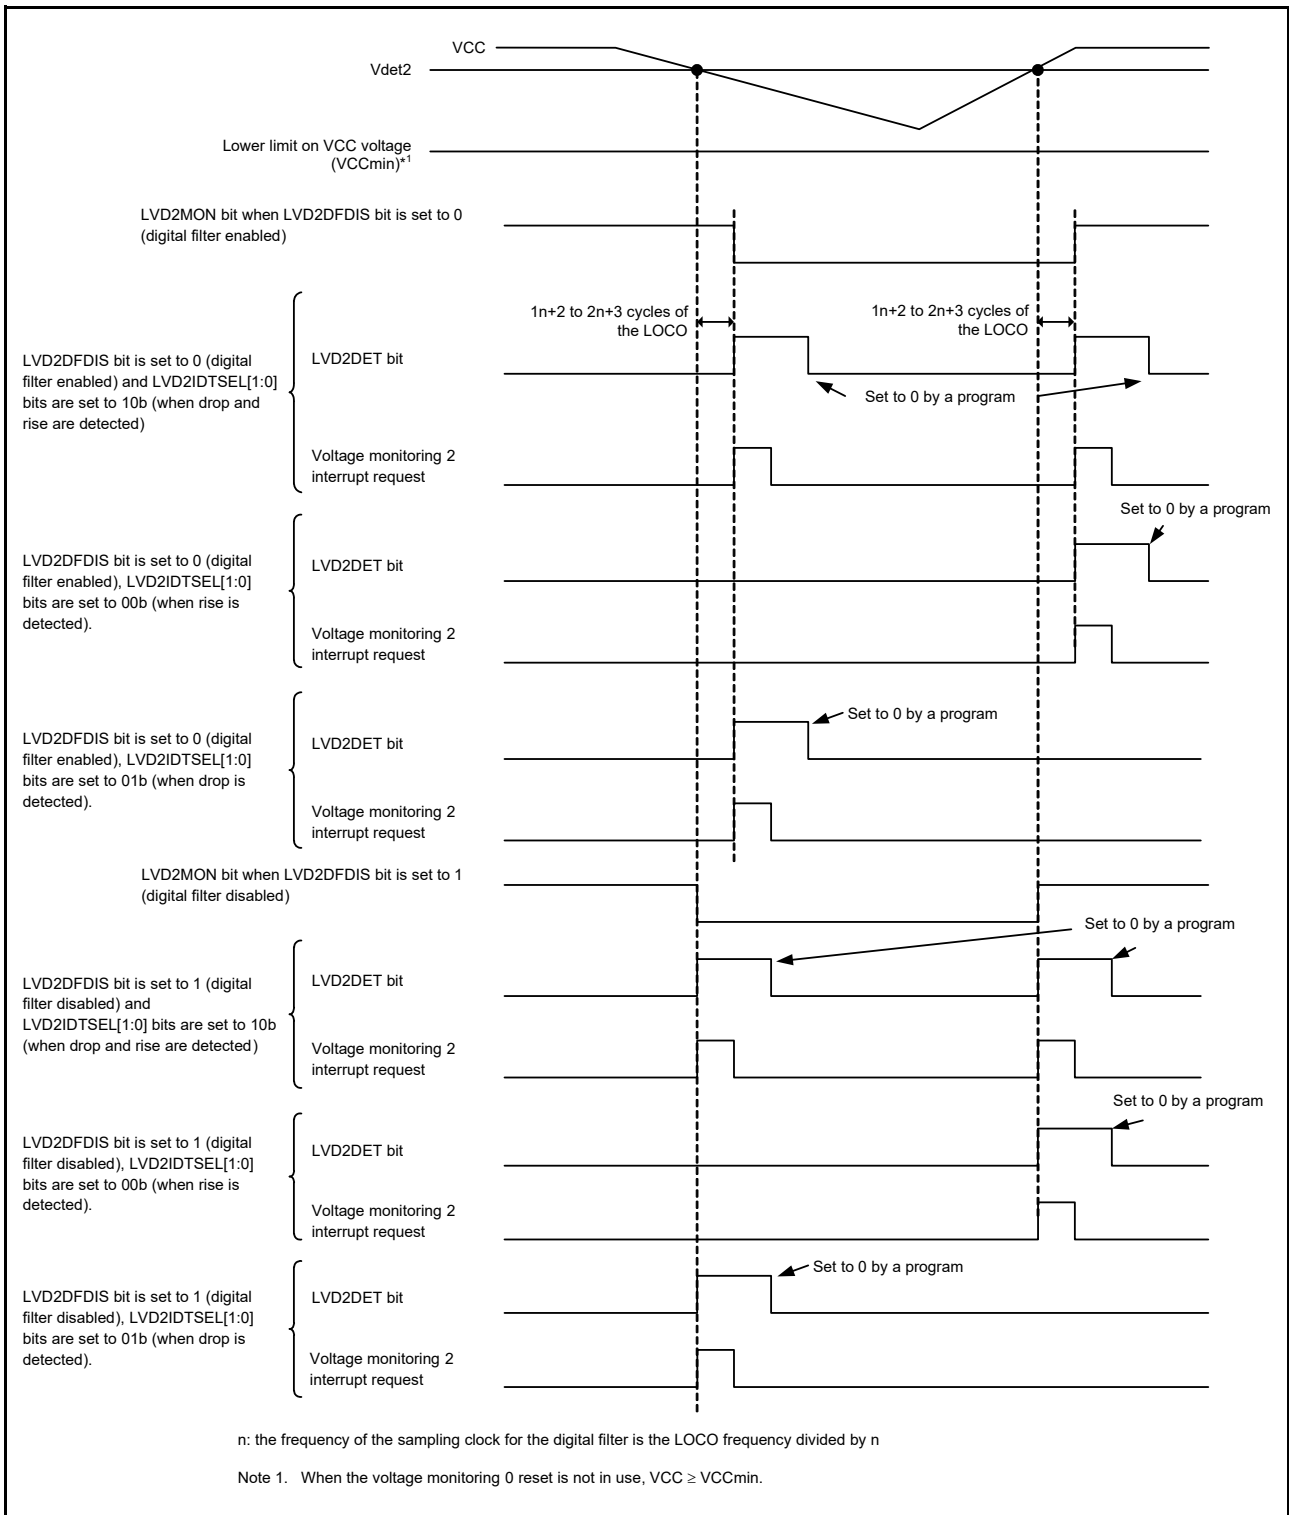 VCC
Vdet2
Lower limit on VCC voltage
(VCCmin)*1
LVD2MON bit when LVD2DFDIS bit is set to 0
(digital filter enabled)
1n+2 to 2n+3 cycles of
the LOCO
1n+2 to 2n+3 cycles of
the LOCO
LVD2DFDIS bit is set to 0 (digital
filter enabled) and LVD2IDTSEL[1:0]
bits are set to 10b (when drop and
rise are detected)
LVD2DET bit
Set to 0 by a program
Voltage monitoring 2
interrupt request
Set to 0 by a program
LVD2DFDIS bit is set to 0 (digital
filter enabled), LVD2IDTSEL[1:0]
bits are set to 00b (when rise is
detected).
LVD2DET bit
Voltage monitoring 2
interrupt request
Set to 0 by a program
LVD2DFDIS bit is set to 0 (digital
filter enabled), LVD2IDTSEL[1:0]
bits are set to 01b (when drop is
detected).
LVD2DET bit
Voltage monitoring 2
interrupt request
LVD2MON bit when LVD2DFDIS bit is set to 1
(digital filter disabled)
Set to 0 by a program
LVD2DFDIS bit is set to 1 (digital
filter disabled) and
LVD2IDTSEL[1:0] bits are set to 10b
(when drop and rise are detected)
LVD2DET bit
Voltage monitoring 2
interrupt request
Set to 0 by a program
LVD2DFDIS bit is set to 1 (digital
filter disabled), LVD2IDTSEL[1:0]
bits are set to 00b (when rise is
detected).
LVD2DET bit
Voltage monitoring 2
interrupt request
Set to 0 by a program
LVD2DFDIS bit is set to 1 (digital
filter disabled), LVD2IDTSEL[1:0]
bits are set to 01b (when drop is
detected).
LVD2DET bit
Voltage monitoring 2
interrupt request
n: the frequency of the sampling clock for the digital filter is the LOCO frequency divided by n
Note 1. When the voltage monitoring 0 reset is not in use, VCC ≥ VCCmin.